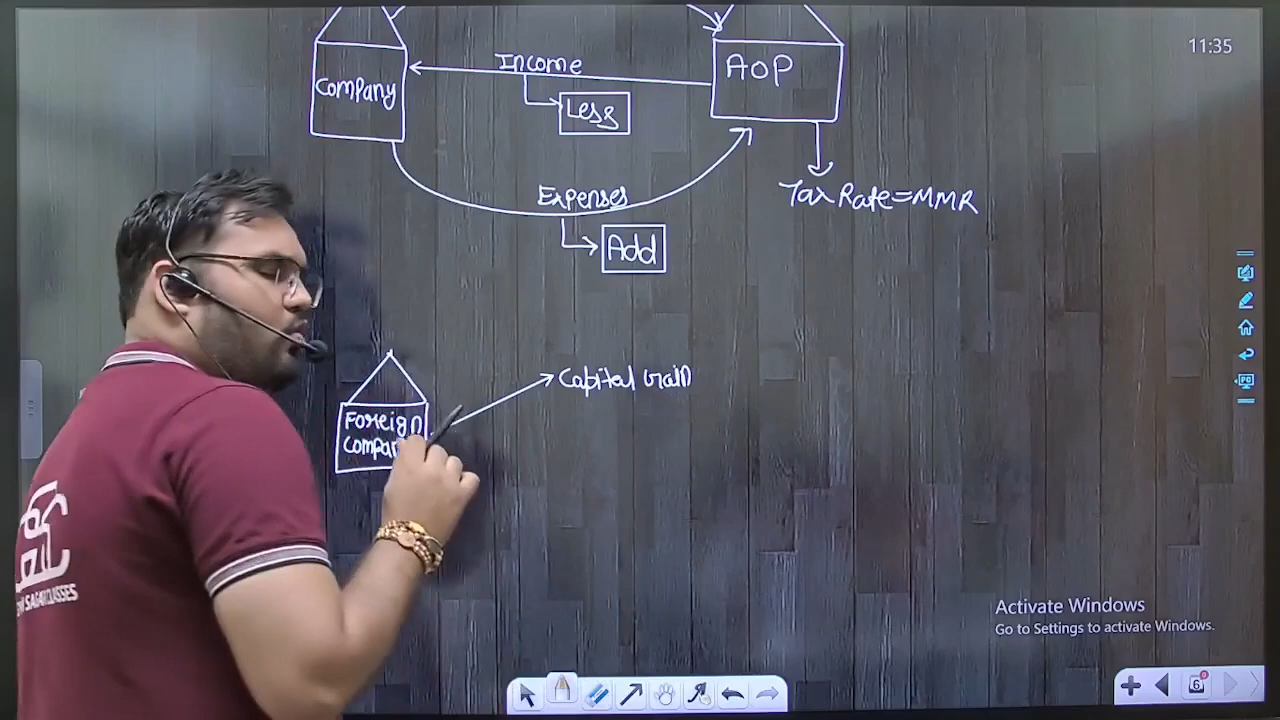 11:35
Income
AOP
Company
Less
Expenses
Tax Rate=MMR
Add
Capital Gain
Foreign
Activate Windows
Go to Settings to activate Windows.